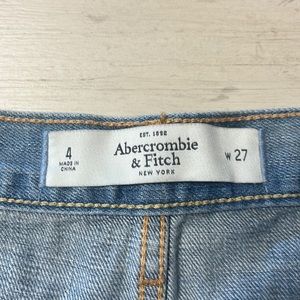 EST. 1892
Abercrombie
& Fitch
NEW YORK
4
MADE IN
CHINA
W 27